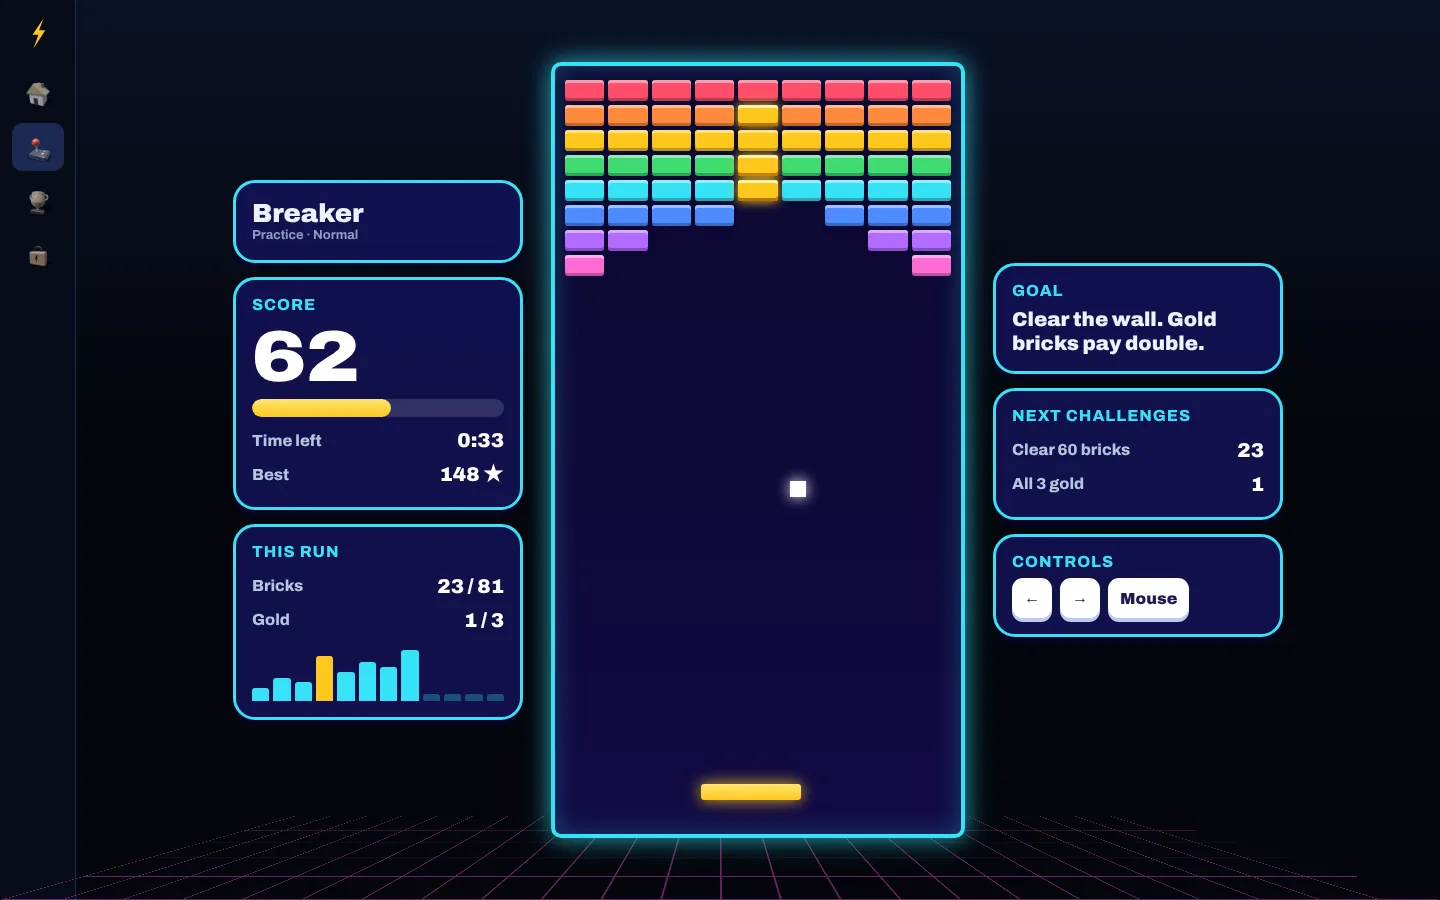 Breaker
Practice · Normal
SCORE
62
Time left 0:33
Best 148 ★
THIS RUN
Bricks 23 / 81
Gold 1 / 3
GOAL
Clear the wall. Gold
bricks pay double.
NEXT CHALLENGES
Clear 60 bricks 23
All 3 gold 1
CONTROLS
← → Mouse